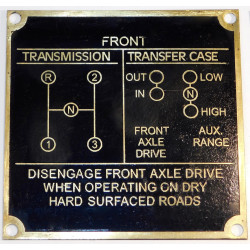 FRONT
TRANSMISSION TRANSFER CASE
R 2 OUT LOW
N IN N
1 3 HIGH
FRONT AUX.
AXLE RANGE
DRIVE
DISENGAGE FRONT AXLE DRIVE
WHEN OPERATING ON DRY
HARD SURFACED ROADS